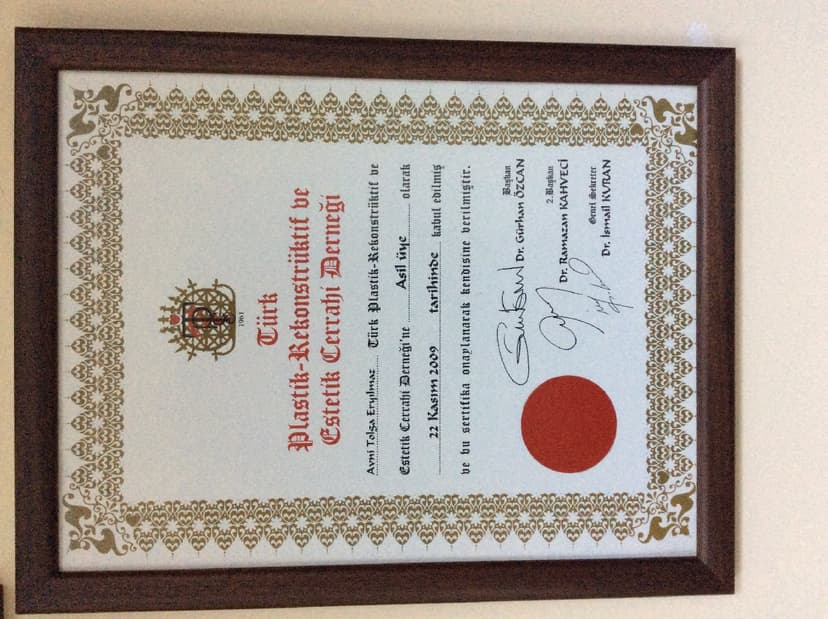 1961
Türk
Plastik-Rekonstrüktif ve
Estetik Cerrahi Derneği
Avni Tolga Eryılmaz Türk Plastik-Rekonstrüktif ve
Estetik Cerrahi Derneği'ne Asil üye olarak
22 Kasım 2009 tarihinde kabul edilmiş
ve bu sertifika onaylanarak kendisine verilmiştir.
Başkan
Dr. Gürhan ÖZCAN
2. Başkan
Dr. Ramazan KAHVECİ
Genel Sekreter
Dr. İsmail KURAN